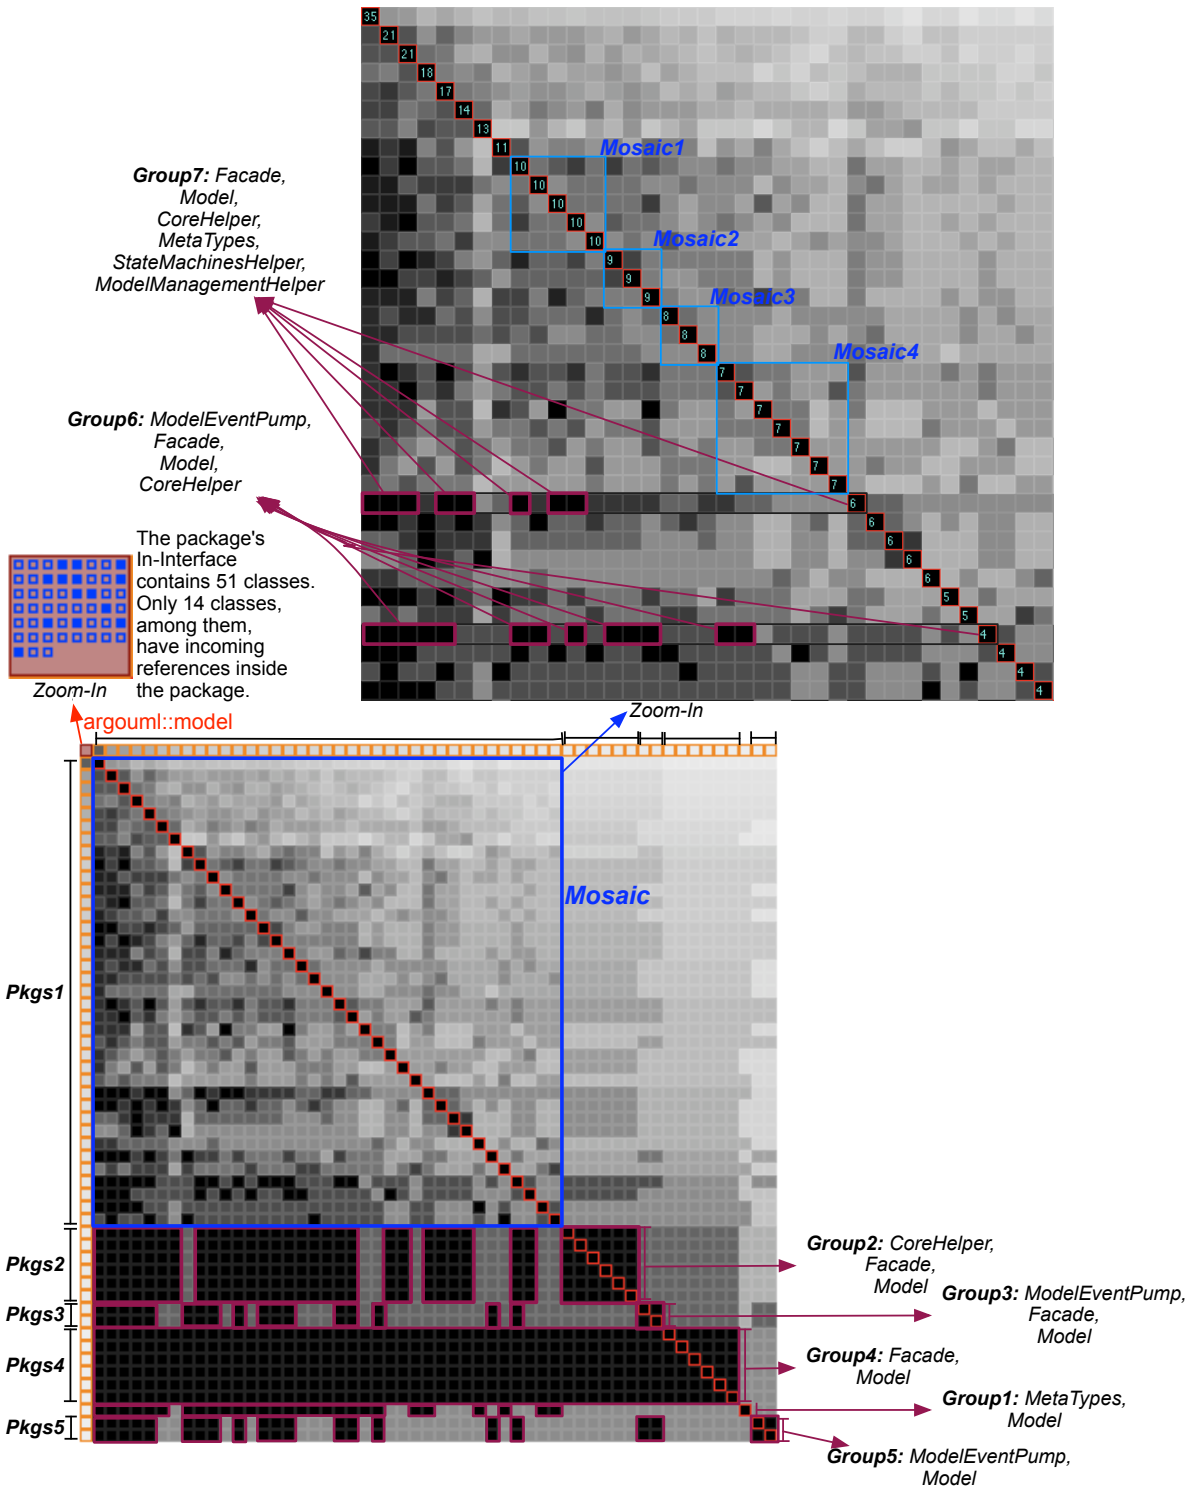 35
21
21
18
17
14
13
11
Mosaic1
10
10
10
10
10
Group7: Facade,
Model,
CoreHelper,
MetaTypes,
StateMachinesHelper,
ModelManagementHelper
Mosaic2
9
9
9
Mosaic3
8
8
8
Mosaic4
7
7
7
7
7
7
7
Group6: ModelEventPump,
Facade,
Model,
CoreHelper
6
6
6
6
6
5
5
4
4
4
4
The package's
In-Interface
contains 51 classes.
Only 14 classes,
among them,
have incoming
references inside
the package.
Zoom-In
Zoom-In
argouml::model
Mosaic
Pkgs1
Pkgs2
Group2: CoreHelper,
Facade,
Model
Pkgs3
Group3: ModelEventPump,
Facade,
Model
Pkgs4
Group4: Facade,
Model
Group1: MetaTypes,
Model
Pkgs5
Group5: ModelEventPump,
Model